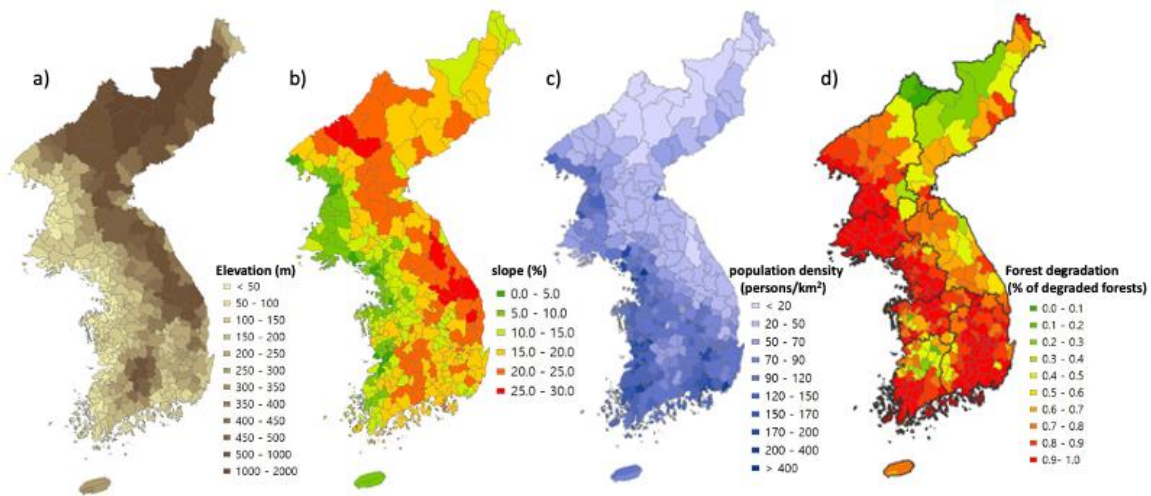 a)
Elevation (m)
< 50
50 - 100
100 - 150
150 - 200
200 - 250
250 - 300
300 - 350
350 - 400
400 - 450
450 - 500
500 - 1000
1000 - 2000
b)
slope (%)
0.0 - 5.0
5.0 - 10.0
10.0 - 15.0
15.0 - 20.0
20.0 - 25.0
25.0 - 30.0
c)
population density
(persons/km²)
< 20
20 - 50
50 - 70
70 - 90
90 - 120
120 - 150
150 - 170
170 - 200
200 - 400
> 400
d)
Forest degradation
(% of degraded forests)
0.0 - 0.1
0.1 - 0.2
0.2 - 0.3
0.3 - 0.4
0.4 - 0.5
0.5 - 0.6
0.6 - 0.7
0.7 - 0.8
0.8 - 0.9
0.9- 1.0